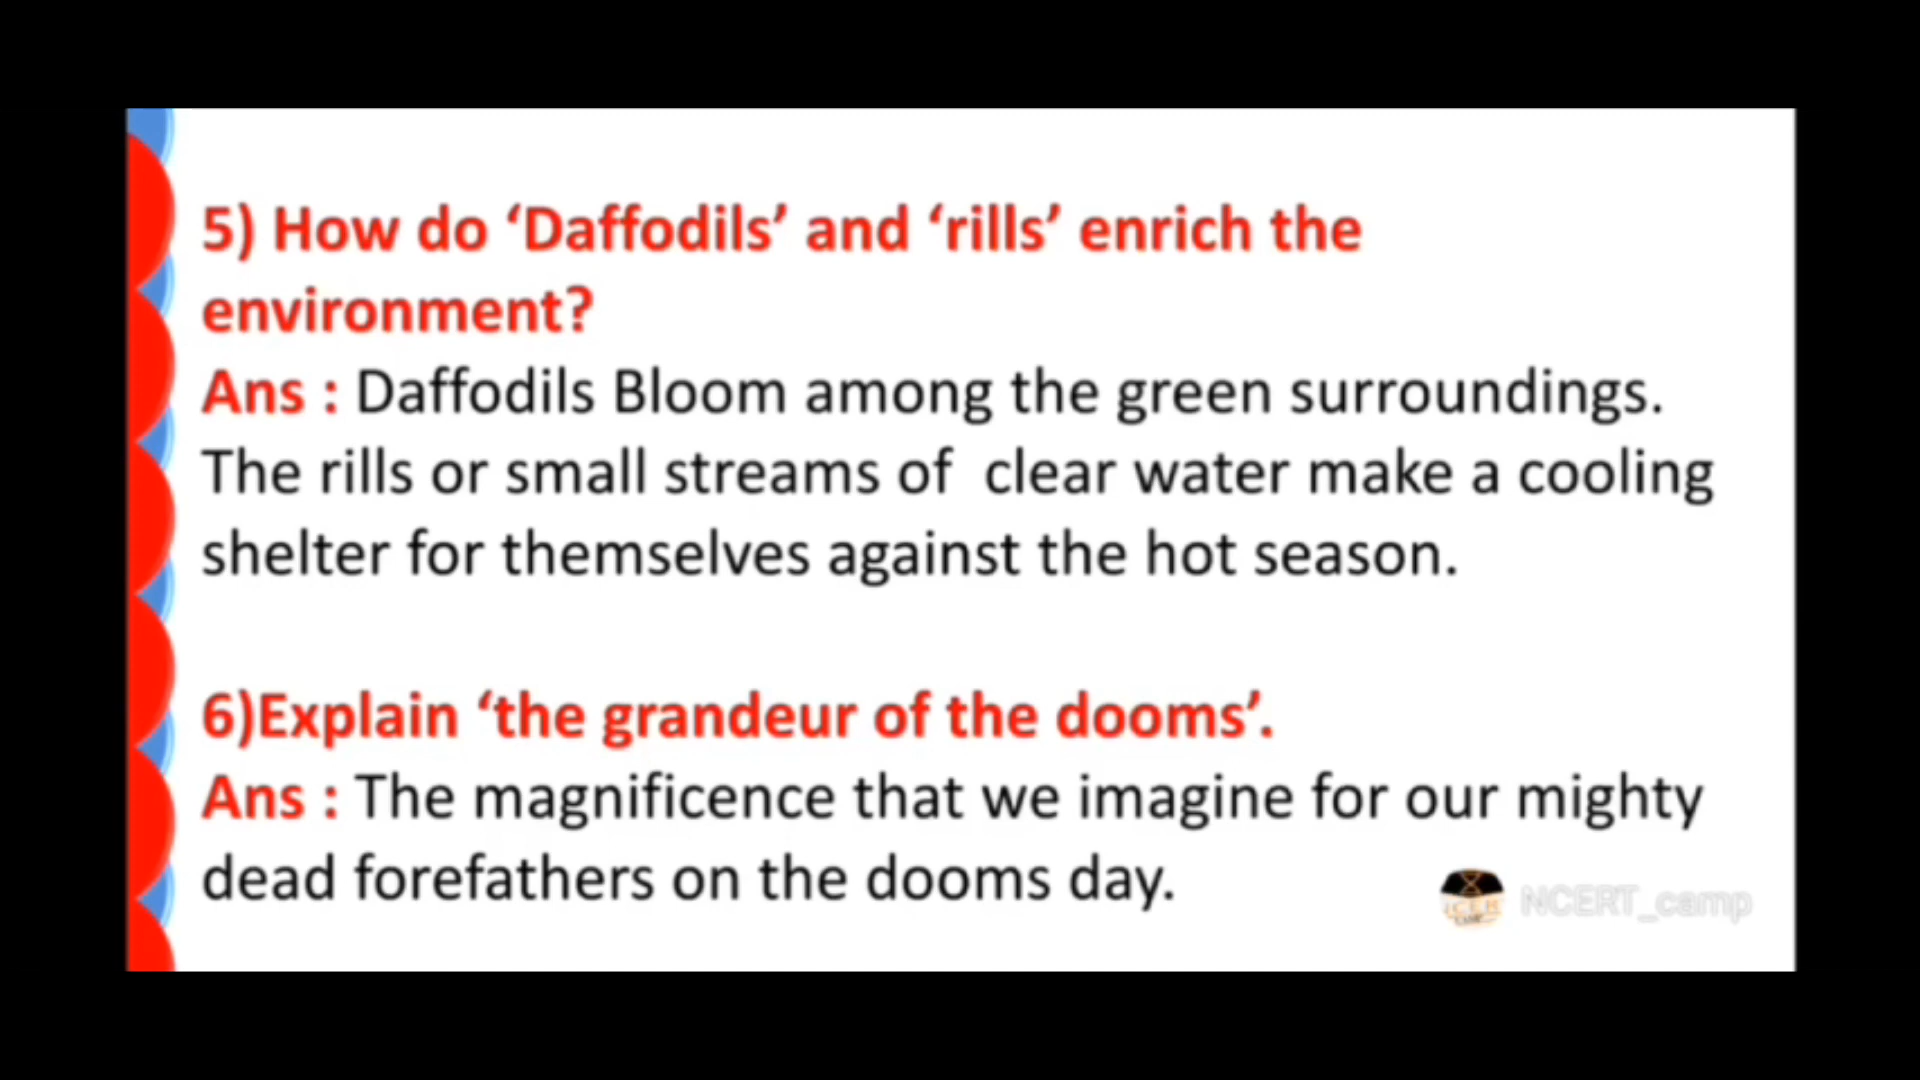 5) How do ‘Daffodils’ and ‘rills’ enrich the
environment?
Ans : Daffodils Bloom among the green surroundings.
The rills or small streams of  clear water make a cooling
shelter for themselves against the hot season.
6)Explain ‘the grandeur of the dooms’.
Ans : The magnificence that we imagine for our mighty
dead forefathers on the dooms day.
NCERT_camp